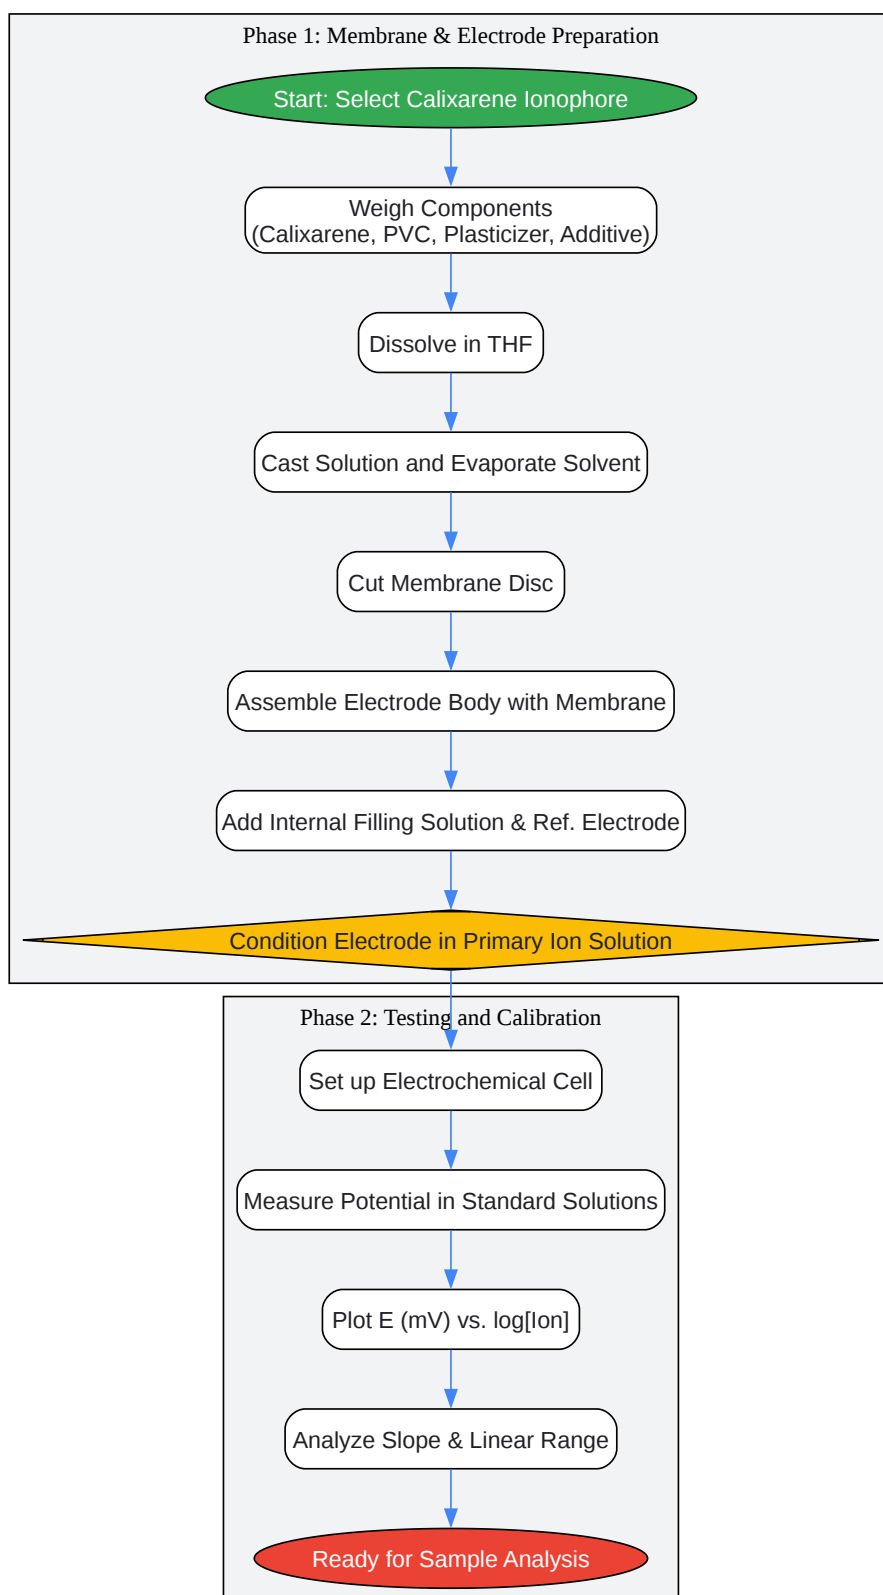 Phase 1: Membrane & Electrode Preparation
Start: Select Calixarene Ionophore
Weigh Components
(Calixarene, PVC, Plasticizer, Additive)
Dissolve in THF
Cast Solution and Evaporate Solvent
Cut Membrane Disc
Assemble Electrode Body with Membrane
Add Internal Filling Solution & Ref. Electrode
Condition Electrode in Primary Ion Solution
Phase 2: Testing and Calibration
Set up Electrochemical Cell
Measure Potential in Standard Solutions
Plot E (mV) vs. log[Ion]
Analyze Slope & Linear Range
Ready for Sample Analysis